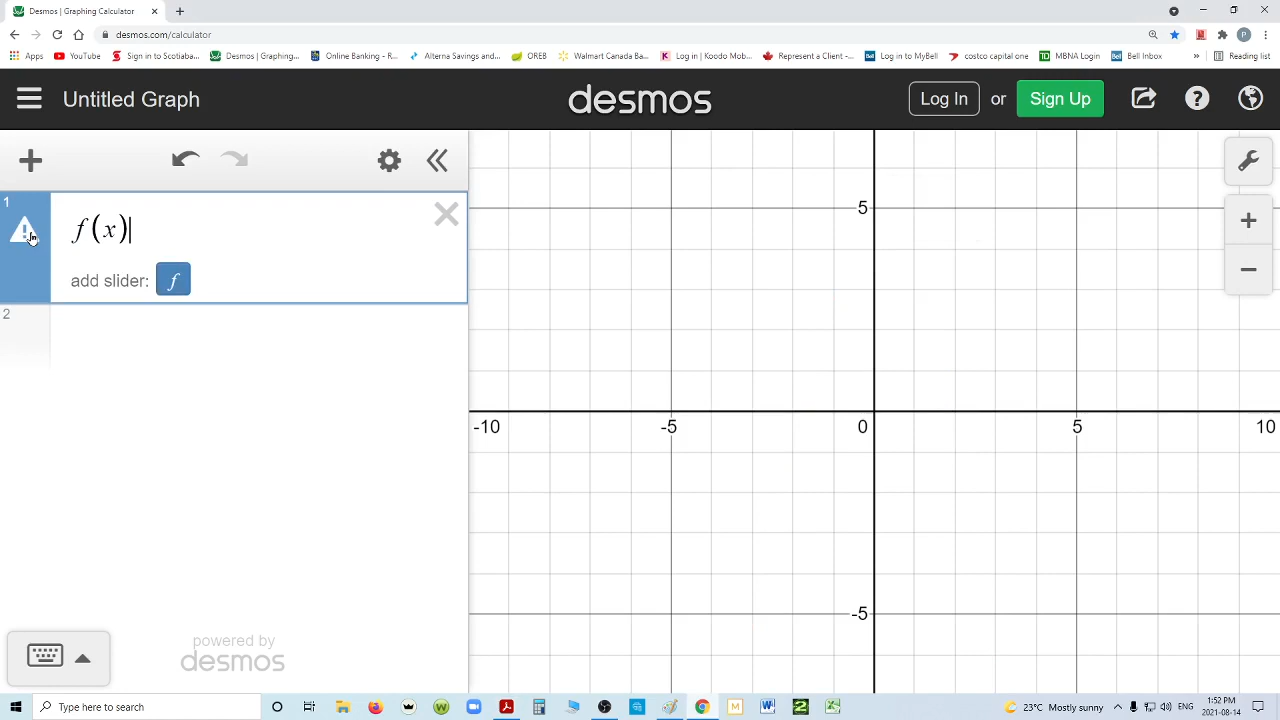 Desmos | Graphing Calculator
desmos.com/calculator
P
Apps
YouTube
Sign in to Scotiaba...
Desmos | Graphing...
Online Banking - R...
Alterna Savings and...
OREB
Walmart Canada Ba...
Log in | Koodo Mob...
Represent a Client -...
Log in to MyBell
costco capital one
MBNA Login
Bell Inbox
»
Reading list
Untitled Graph
desmos
Log In or Sign Up
1
f(x)
add slider: f
2
5
-10 -5 0 5 10
-5
powered by
desmos
Type here to search
23°C Mostly sunny
ENG
1:52 PM
2021-08-14